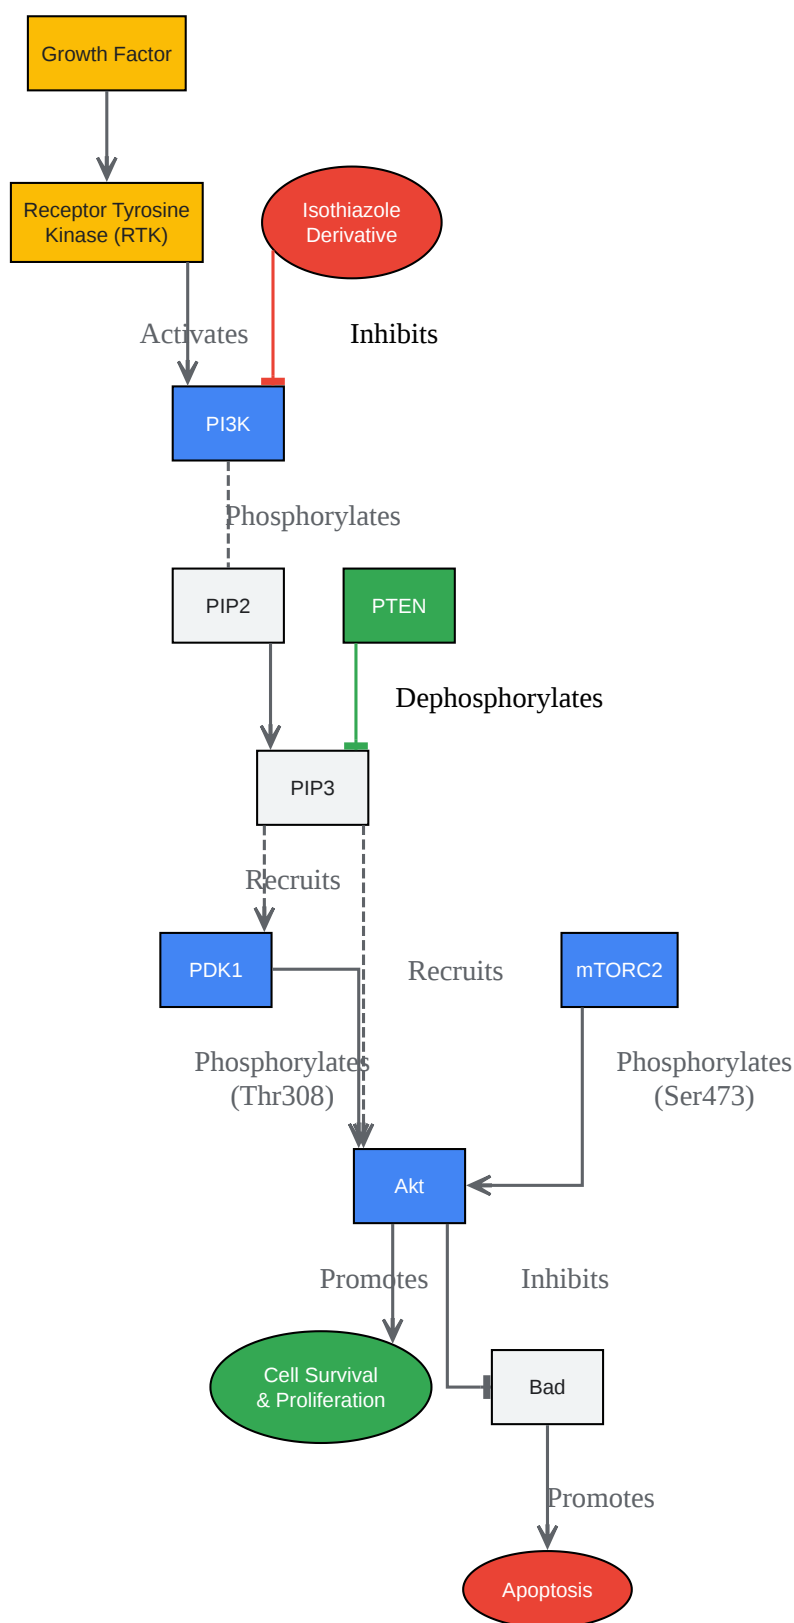 Growth Factor
Receptor Tyrosine
Kinase (RTK)
Isothiazole
Derivative
Activates
Inhibits
PI3K
Phosphorylates
PIP2
PTEN
Dephosphorylates
PIP3
Recruits
PDK1
Recruits
mTORC2
Phosphorylates
(Thr308)
Phosphorylates
(Ser473)
Akt
Promotes
Inhibits
Cell Survival
& Proliferation
Bad
Promotes
Apoptosis